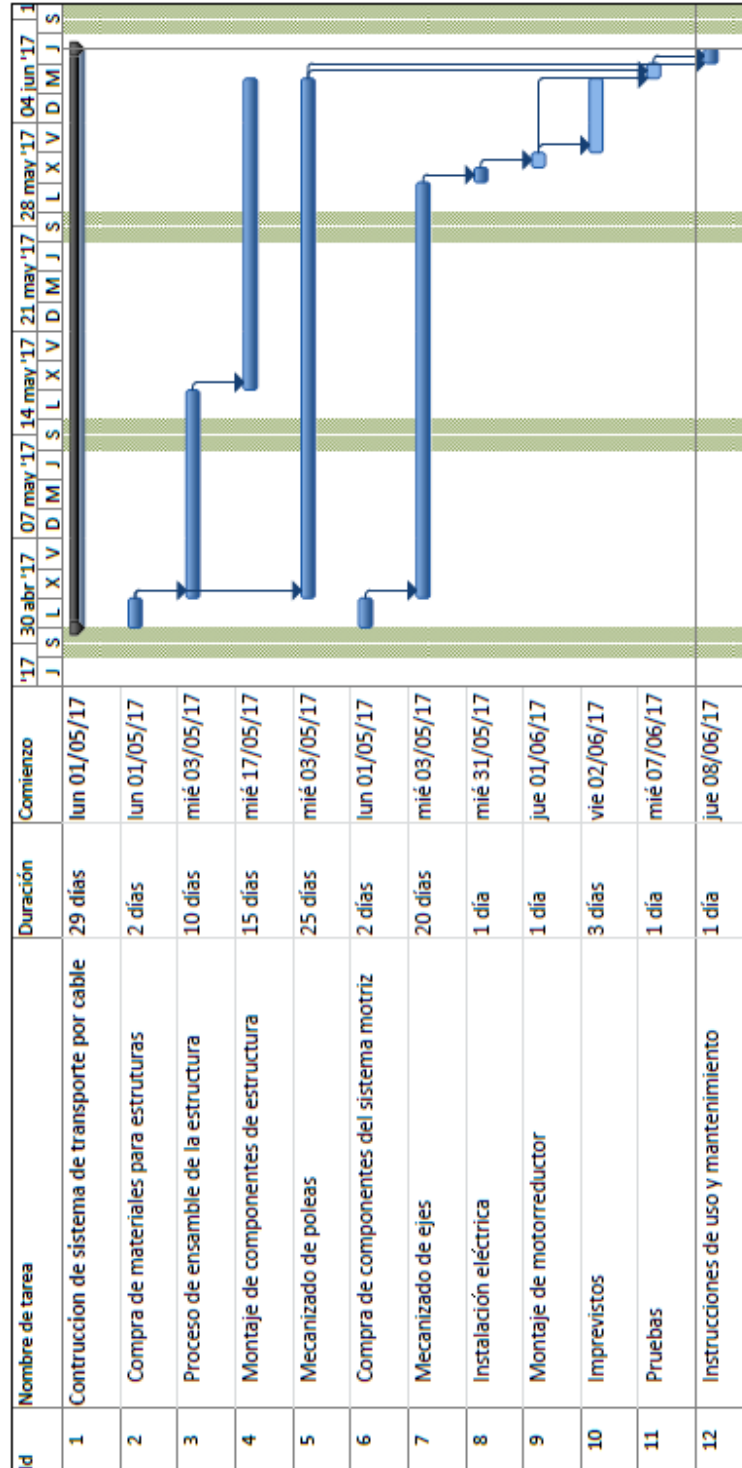 Id Nombre de tarea Duración Comienzo '17 30 abr '17 07 may '17 14 may '17 21 may '17 28 may '17 04 jun '17 1
J S L X V D M J S L X V D M J S L X V D M J S
1 Contruccion de sistema de transporte por cable 29 días lun 01/05/17
2 Compra de materiales para estruturas 2 días lun 01/05/17
3 Proceso de ensamble de la estructura 10 días mié 03/05/17
4 Montaje de componentes de estructura 15 días mié 17/05/17
5 Mecanizado de poleas 25 días mié 03/05/17
6 Compra de componentes del sistema motriz 2 días lun 01/05/17
7 Mecanizado de ejes 20 días mié 03/05/17
8 Instalación eléctrica 1 día mié 31/05/17
9 Montaje de motorreductor 1 día jue 01/06/17
10 Imprevistos 3 días vie 02/06/17
11 Pruebas 1 día mié 07/06/17
12 Instrucciones de uso y mantenimiento 1 día jue 08/06/17